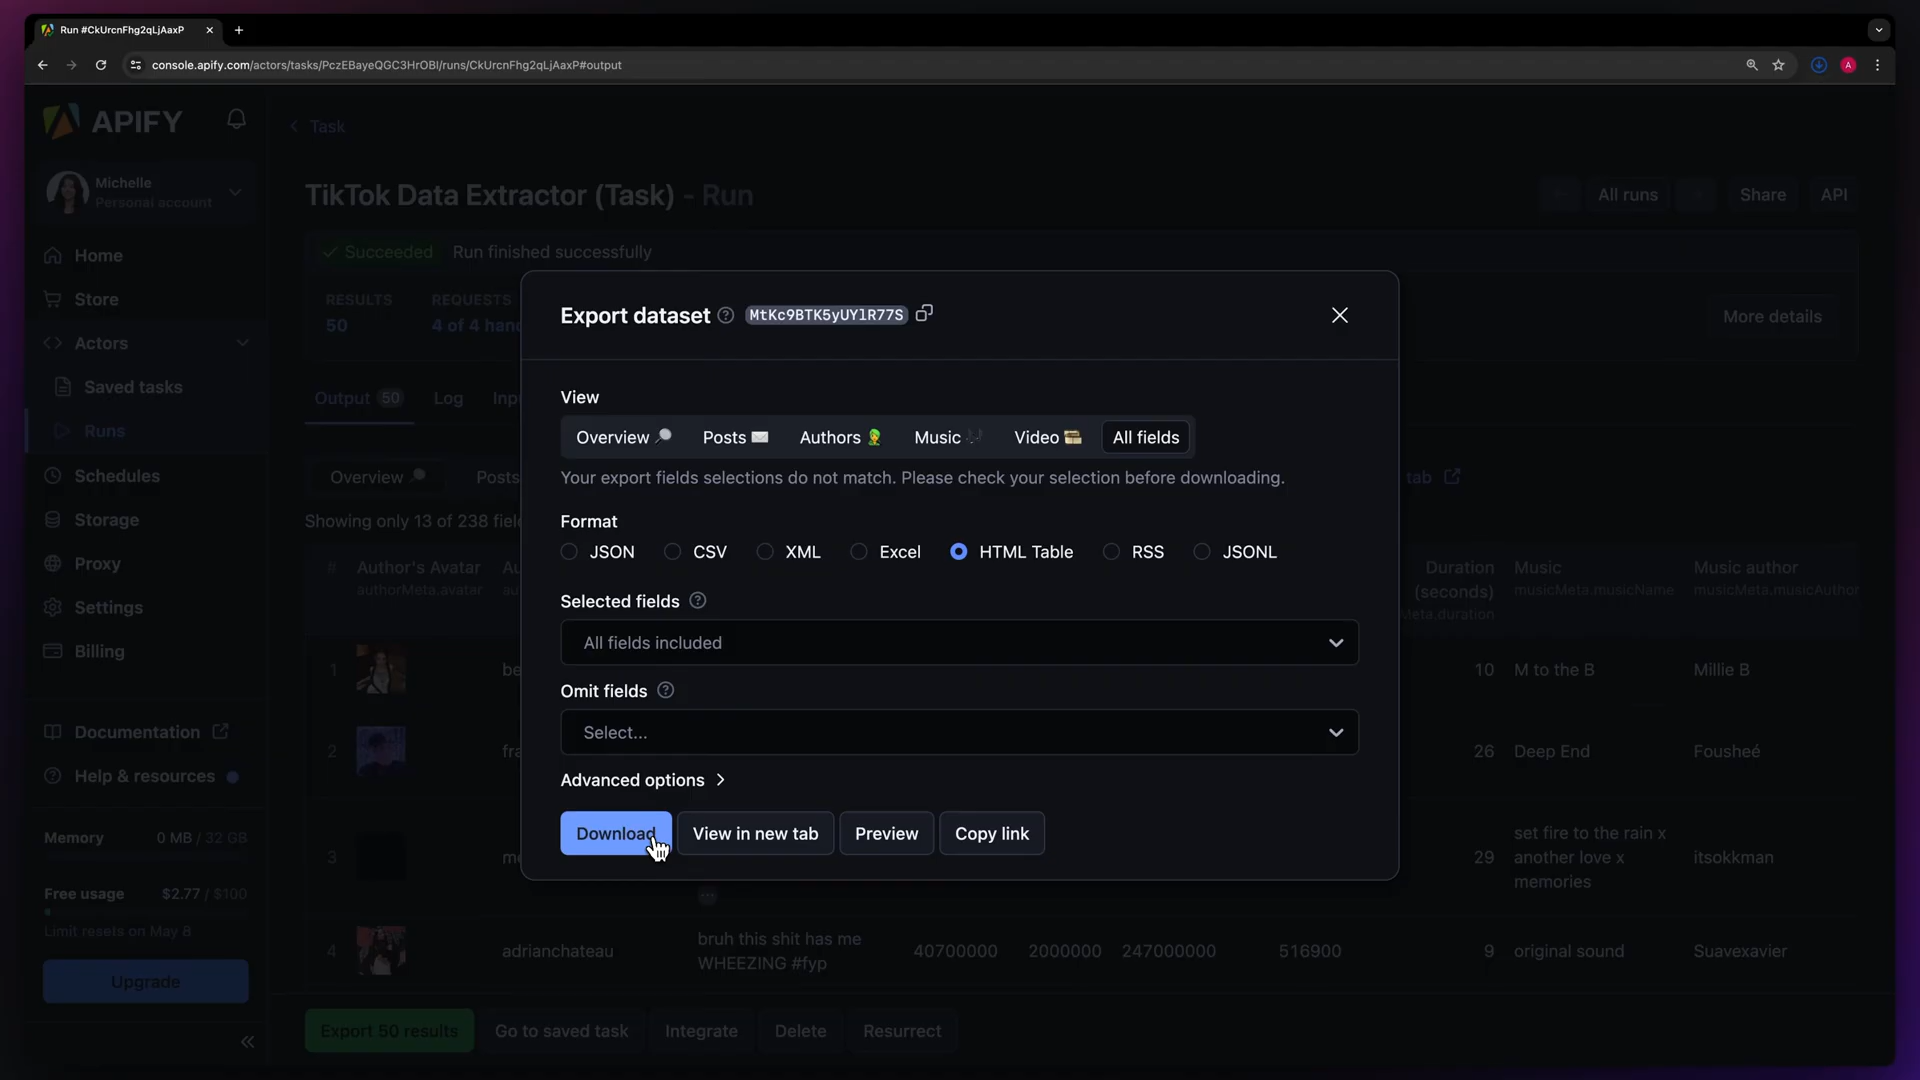 Run #CkUrcnFhg2qLjAaxP
console.apify.com/actors/tasks/PczEBayeQGC3HrOBl/runs/CkUrcnFhg2qLjAaxP#output
A
APIFY
Michelle
Personal account
Home
Store
Actors
Saved tasks
Runs
Schedules
Storage
Proxy
Settings
Billing
Documentation
Help & resources
Memory 0 MB / 32 GB
Free usage $2.77 / $100
Limit resets on May 8
Upgrade
Task
TikTok Data Extractor (Task) - Run
All runs
Share
API
Succeeded Run finished successfully
RESULTS REQUESTS
50 4 of 4 hand
More details
Output 50 Log Inp
Overview Posts tab
Showing only 13 of 238 fiel
# Author's Avatar Au Duration (seconds) Music Music author
authorMeta.avatar au Meta.duration musicMeta.musicName musicMeta.musicAuthor
1 be 10 M to the B Millie B
2 fra 26 Deep End Fousheé
3 me 29 set fire to the rain x another love x memories itsokkman
4 adrianchateau bruh this shit has me WHEEZING #fyp 40700000 2000000 247000000 516900 9 original sound Suavexavier
Export dataset MtKc9BTK5yUYlR77S
View
Overview Posts Authors Music Video All fields
Your export fields selections do not match. Please check your selection before downloading.
Format
JSON CSV XML Excel HTML Table RSS JSONL
Selected fields
All fields included
Omit fields
Select...
Advanced options
Download View in new tab Preview Copy link
...
Export 50 results Go to saved task Integrate Delete Resurrect